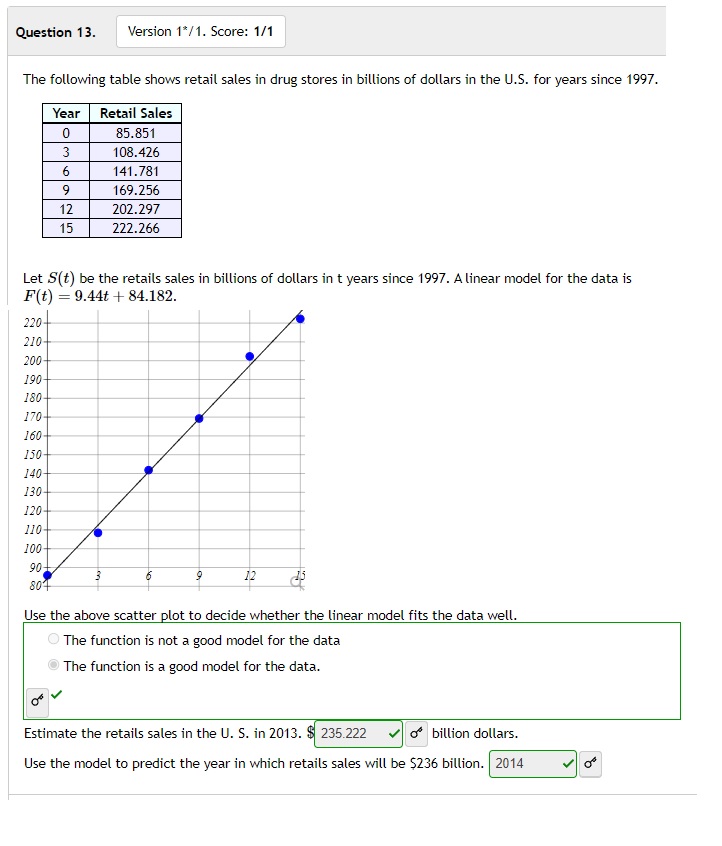 Question 13.
Version 1*/1. Score: 1/1
The following table shows retail sales in drug stores in billions of dollars in the U.S. for years since 1997.
Year Retail Sales
0 85.851
3 108.426
6 141.781
9 169.256
12 202.297
15 222.266
Let S(t) be the retails sales in billions of dollars in t years since 1997. A linear model for the data is
F(t) = 9.44t + 84.182.
220
210
200
190
180
170
160
150
140
130
120
110
100
90
80
3 6 9 12 15
Use the above scatter plot to decide whether the linear model fits the data well.
The function is not a good model for the data
The function is a good model for the data.
Estimate the retails sales in the U. S. in 2013. $ 235.222 billion dollars.
Use the model to predict the year in which retails sales will be $236 billion. 2014